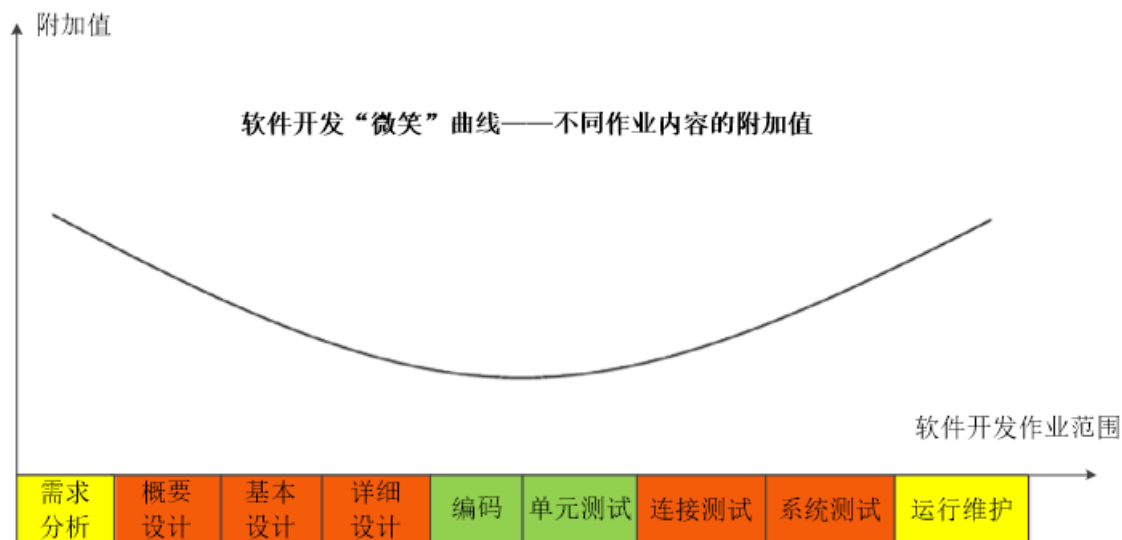 附加值
软件开发“微笑”曲线——不同作业内容的附加值
软件开发作业范围
需求
分析
概要
设计
基本
设计
详细
设计
编码
单元测试
连接测试
系统测试
运行维护